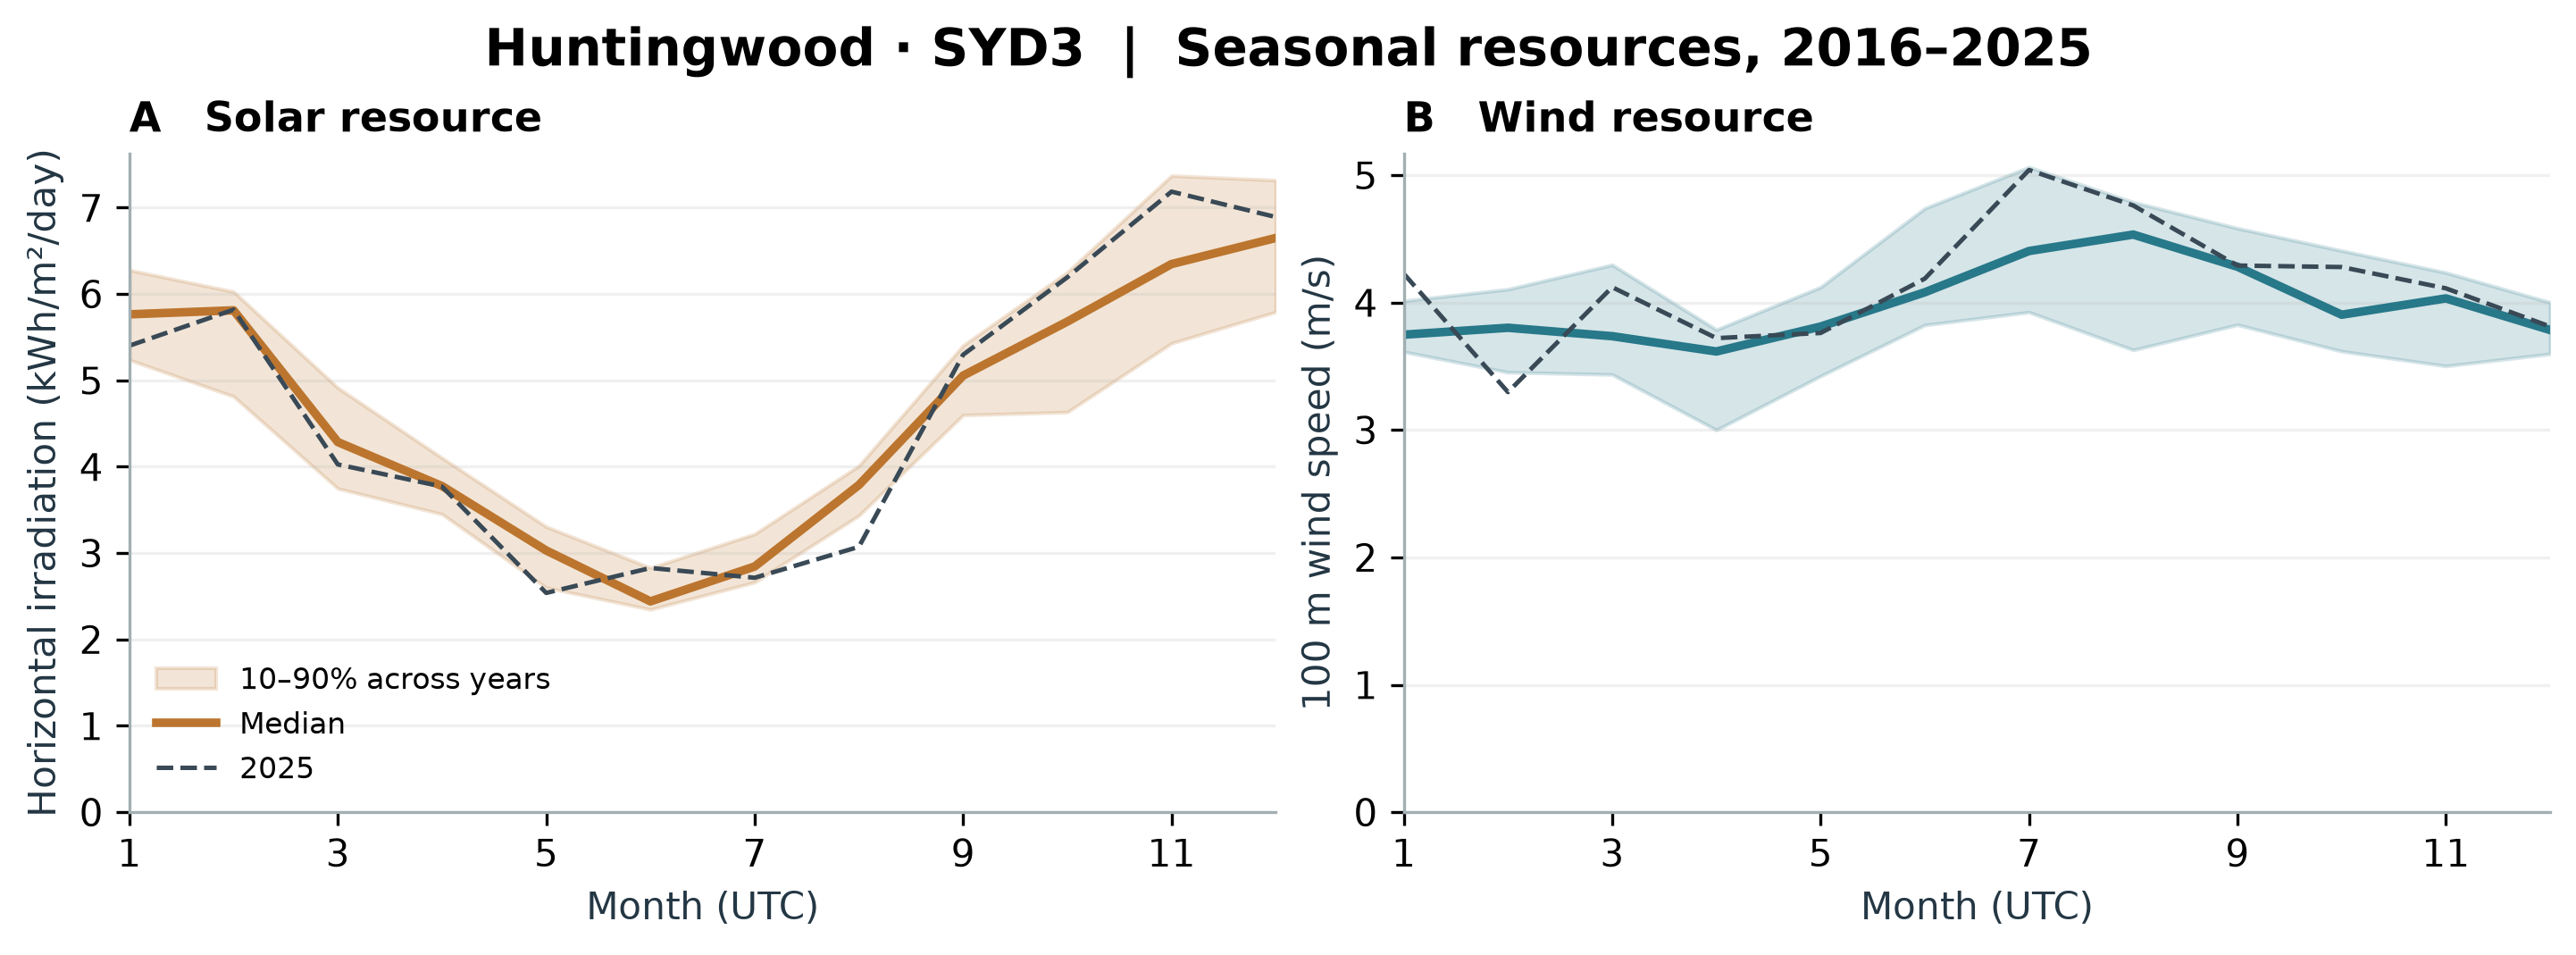 Huntingwood · SYD3 | Seasonal resources, 2016–2025
A Solar resource
Horizontal irradiation (kWh/m²/day)
7
6
5
4
3
2
1
0
10–90% across years
Median
2025
1 3 5 7 9 11
Month (UTC)
B Wind resource
100 m wind speed (m/s)
5
4
3
2
1
0
1 3 5 7 9 11
Month (UTC)